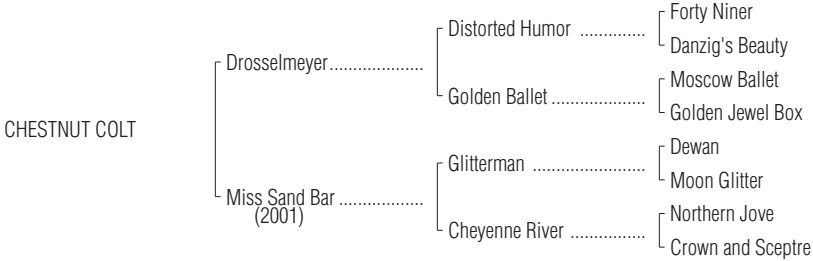 Forty Niner
Distorted Humor ..............
Danzig's Beauty
Drosselmeyer....................
Moscow Ballet
Golden Ballet ....................
Golden Jewel Box
CHESTNUT COLT
Dewan
Glitterman ........................
Moon Glitter
Miss Sand Bar ..................
(2001)
Northern Jove
Cheyenne River ................
Crown and Sceptre